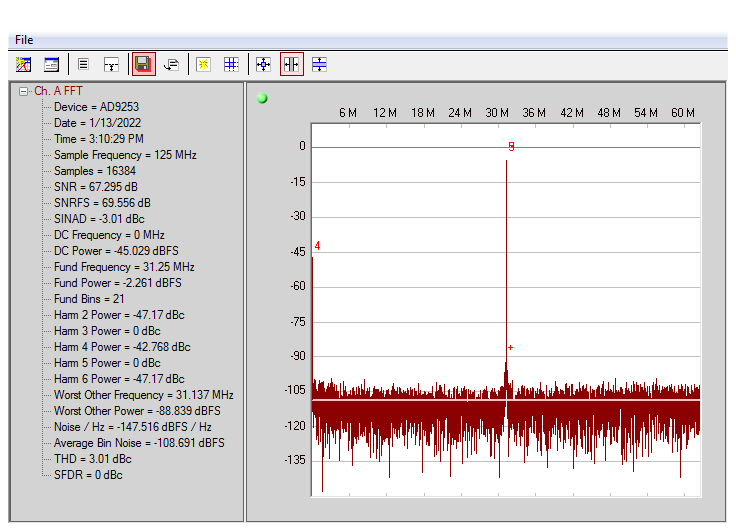 File
Ch. A FFT
Device = AD9253
Date = 1/13/2022
Time = 3:10:29 PM
Sample Frequency = 125 MHz
Samples = 16384
SNR = 67.295 dB
SNRFS = 69.556 dB
SINAD = -3.01 dBc
DC Frequency = 0 MHz
DC Power = -45.029 dBFS
Fund Frequency = 31.25 MHz
Fund Power = -2.261 dBFS
Fund Bins = 21
Harm 2 Power = -47.17 dBc
Harm 3 Power = 0 dBc
Harm 4 Power = -42.768 dBc
Harm 5 Power = 0 dBc
Harm 6 Power = -47.17 dBc
Worst Other Frequency = 31.137 MHz
Worst Other Power = -88.839 dBFS
Noise / Hz = -147.516 dBFS / Hz
Average Bin Noise = -108.691 dBFS
THD = 3.01 dBc
SFDR = 0 dBc
6 M 12 M 18 M 24 M 30 M 36 M 42 M 48 M 54 M 60 M
0
-15
-30
-45
4
-60
-75
-90
+
-105
-120
-135